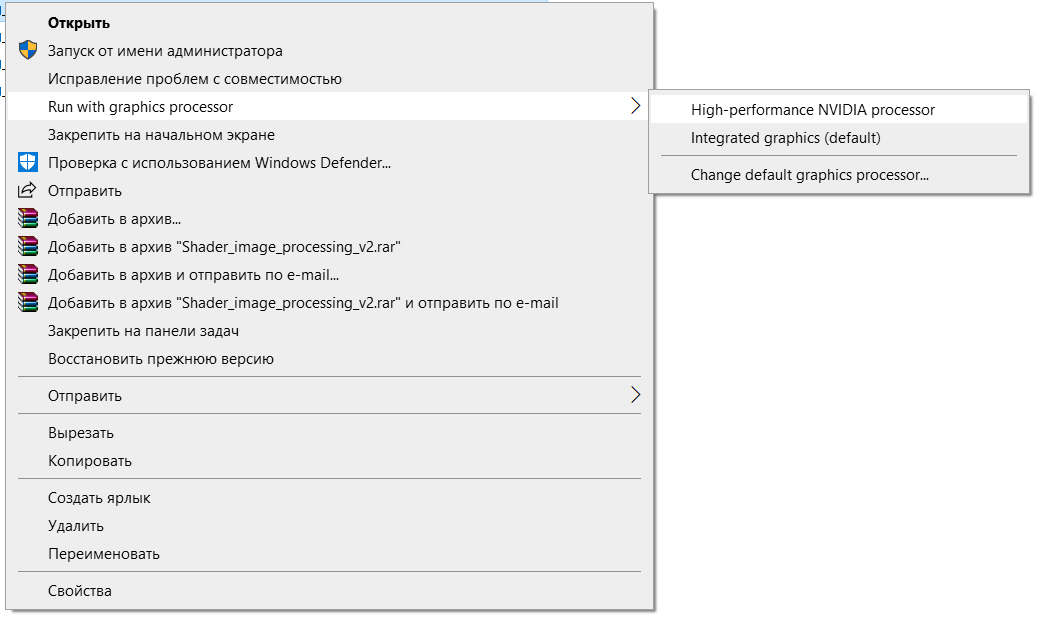 Открыть
Запуск от имени администратора
Исправление проблем с совместимостью
Run with graphics processor
High-performance NVIDIA processor
Integrated graphics (default)
Change default graphics processor...
Закрепить на начальном экране
Проверка с использованием Windows Defender...
Отправить
Добавить в архив...
Добавить в архив "Shader_image_processing_v2.rar"
Добавить в архив и отправить по e-mail...
Добавить в архив "Shader_image_processing_v2.rar" и отправить по e-mail
Закрепить на панели задач
Восстановить прежнюю версию
Отправить
Вырезать
Копировать
Создать ярлык
Удалить
Переименовать
Свойства